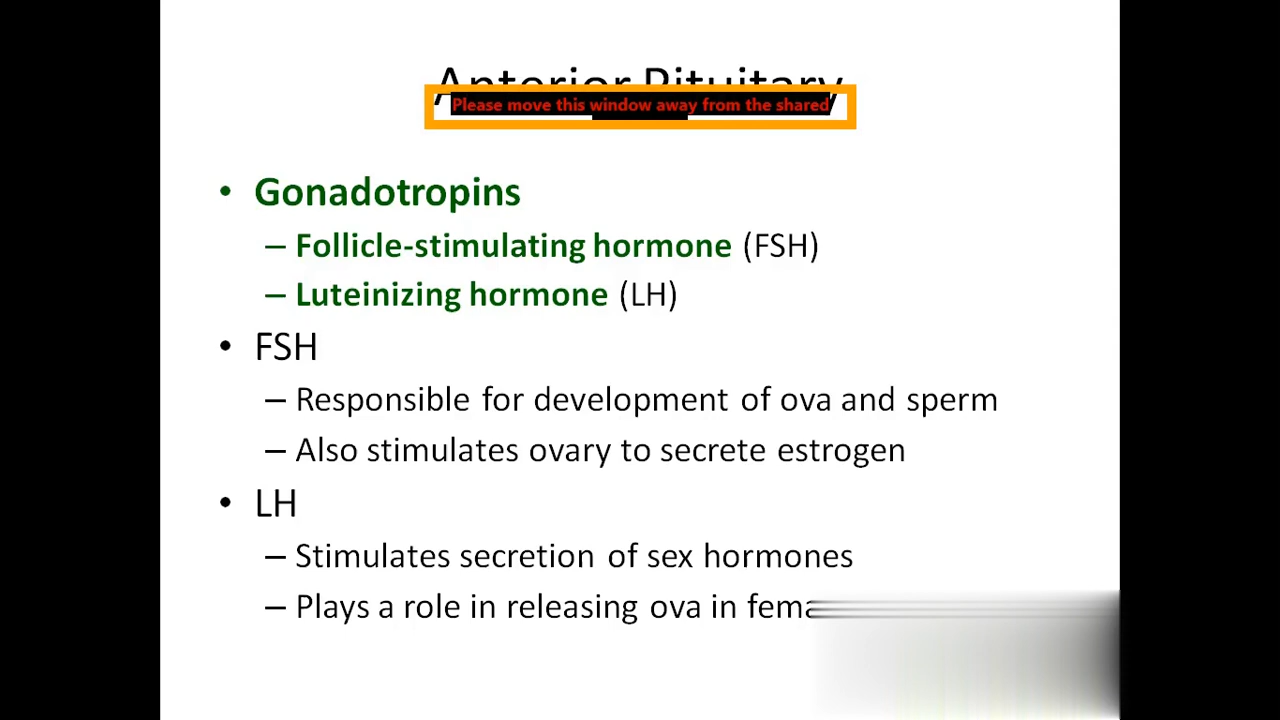 Anterior Pituitary
Please move this window away from the shared
• Gonadotropins
– Follicle-stimulating hormone (FSH)
– Luteinizing hormone (LH)
• FSH
– Responsible for development of ova and sperm
– Also stimulates ovary to secrete estrogen
• LH
– Stimulates secretion of sex hormones
– Plays a role in releasing ova in